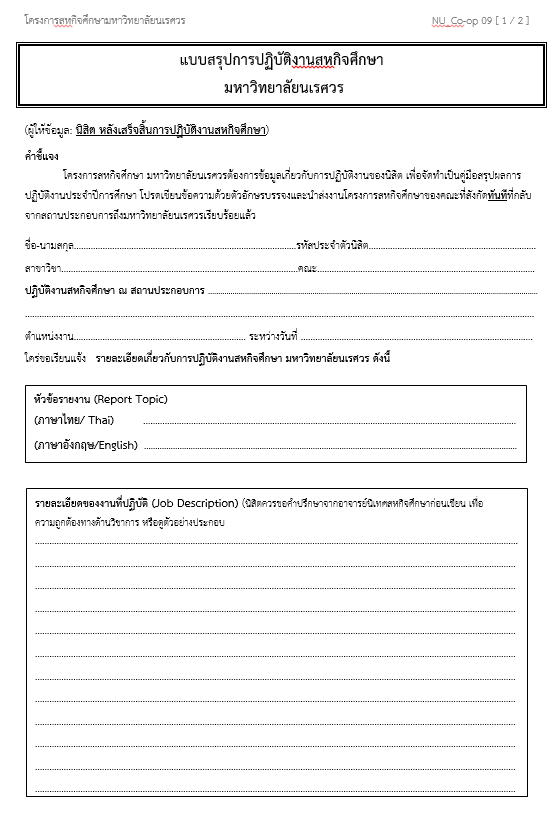 โครงการสหกิจศึกษามหาวิทยาลัยนเรศวร NU_Co-op 09 [ 1 / 2 ]
แบบสรุปการปฏิบัติงานสหกิจศึกษา
มหาวิทยาลัยนเรศวร
(ผู้ให้ข้อมูล: นิสิต หลังเสร็จสิ้นการปฏิบัติงานสหกิจศึกษา)
คำชี้แจง
โครงการสหกิจศึกษา มหาวิทยาลัยนเรศวรต้องการข้อมูลเกี่ยวกับการปฏิบัติงานของนิสิต เพื่อจัดทำเป็นคู่มือสรุปผลการ
ปฏิบัติงานประจำปีการศึกษา โปรดเขียนข้อความด้วยตัวอักษรบรรจงและนำส่งงานโครงการสหกิจศึกษาของคณะที่สังกัดทันทีที่กลับ
จากสถานประกอบการถึงมหาวิทยาลัยนเรศวรเรียบร้อยแล้ว
ชื่อ-นามสกุล..........................................................................รหัสประจำตัวนิสิต........................................................
สาขาวิชา..............................................................................คณะ........................................................................
ปฏิบัติงานสหกิจศึกษา ณ สถานประกอบการ ..............................................................................................................
..........................................................................................................................................................................
ตำแหน่งงาน......................................................... ระหว่างวันที่ .............................................................................
ใคร่ขอเรียนแจ้ง รายละเอียดเกี่ยวกับการปฏิบัติงานสหกิจศึกษา มหาวิทยาลัยนเรศวร ดังนี้
หัวข้อรายงาน (Report Topic)
(ภาษาไทย/ Thai) ............................................................................................................................
(ภาษาอังกฤษ/English) ............................................................................................................................
รายละเอียดของงานที่ปฏิบัติ (Job Description) (นิสิตควรขอคำปรึกษาจากอาจารย์นิเทศสหกิจศึกษาก่อนเขียน เพื่อ
ความถูกต้องทางด้านวิชาการ หรือดูตัวอย่างประกอบ